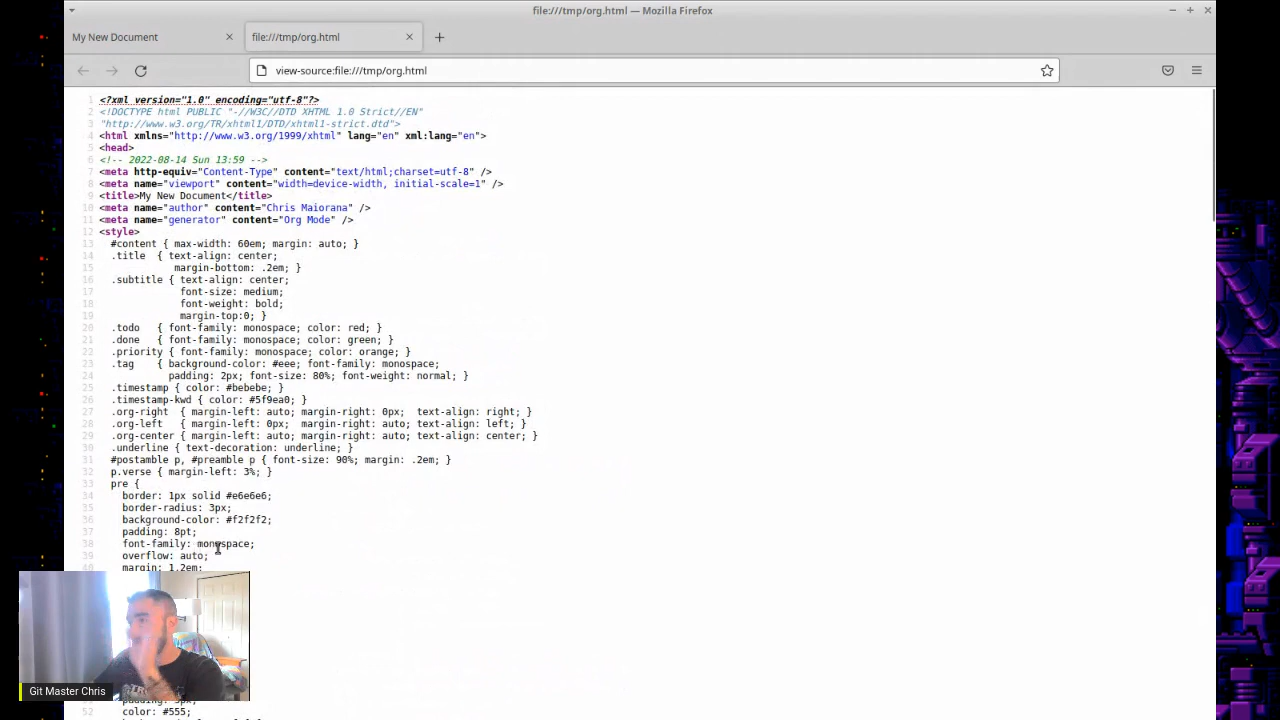 file:///tmp/org.html — Mozilla Firefox
My New Document
file:///tmp/org.html
view-source:file:///tmp/org.html
1 <?xml version="1.0" encoding="utf-8"?>
2 <!DOCTYPE html PUBLIC "-//W3C//DTD XHTML 1.0 Strict//EN"
3 "http://www.w3.org/TR/xhtml1/DTD/xhtml1-strict.dtd">
4 <html xmlns="http://www.w3.org/1999/xhtml" lang="en" xml:lang="en">
5 <head>
6 <!-- 2022-08-14 Sun 13:59 -->
7 <meta http-equiv="Content-Type" content="text/html;charset=utf-8" />
8 <meta name="viewport" content="width=device-width, initial-scale=1" />
9 <title>My New Document</title>
10 <meta name="author" content="Chris Maiorana" />
11 <meta name="generator" content="Org Mode" />
12 <style>
13 #content { max-width: 60em; margin: auto; }
14 .title { text-align: center;
15 margin-bottom: .2em; }
16 .subtitle { text-align: center;
17 font-size: medium;
18 font-weight: bold;
19 margin-top:0; }
20 .todo { font-family: monospace; color: red; }
21 .done { font-family: monospace; color: green; }
22 .priority { font-family: monospace; color: orange; }
23 .tag { background-color: #eee; font-family: monospace;
24 padding: 2px; font-size: 80%; font-weight: normal; }
25 .timestamp { color: #bebebe; }
26 .timestamp-kwd { color: #5f9ea0; }
27 .org-right { margin-left: auto; margin-right: 0px; text-align: right; }
28 .org-left { margin-left: 0px; margin-right: auto; text-align: left; }
29 .org-center { margin-left: auto; margin-right: auto; text-align: center; }
30 .underline { text-decoration: underline; }
31 #postamble p, #preamble p { font-size: 90%; margin: .2em; }
32 p.verse { margin-left: 3%; }
33 pre {
34 border: 1px solid #e6e6e6;
35 border-radius: 3px;
36 background-color: #f2f2f2;
37 padding: 8pt;
38 font-family: monospace;
39 overflow: auto;
40 margin: 1.2em;
Git Master Chris
52 color: #555;